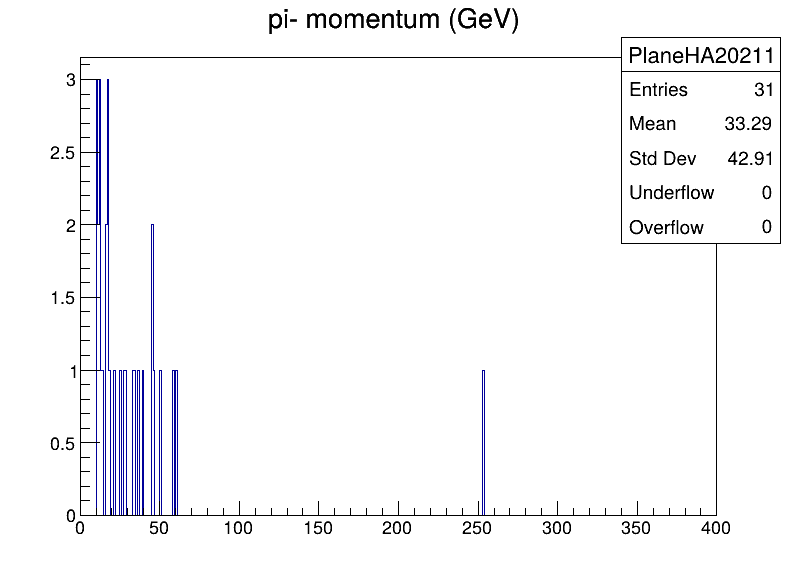 pi- momentum (GeV)
PlaneHA20211
Entries 31
Mean 33.29
Std Dev 42.91
Underflow 0
Overflow 0
3
2.5
2
1.5
1
0.5
0
0 50 100 150 200 250 300 350 400